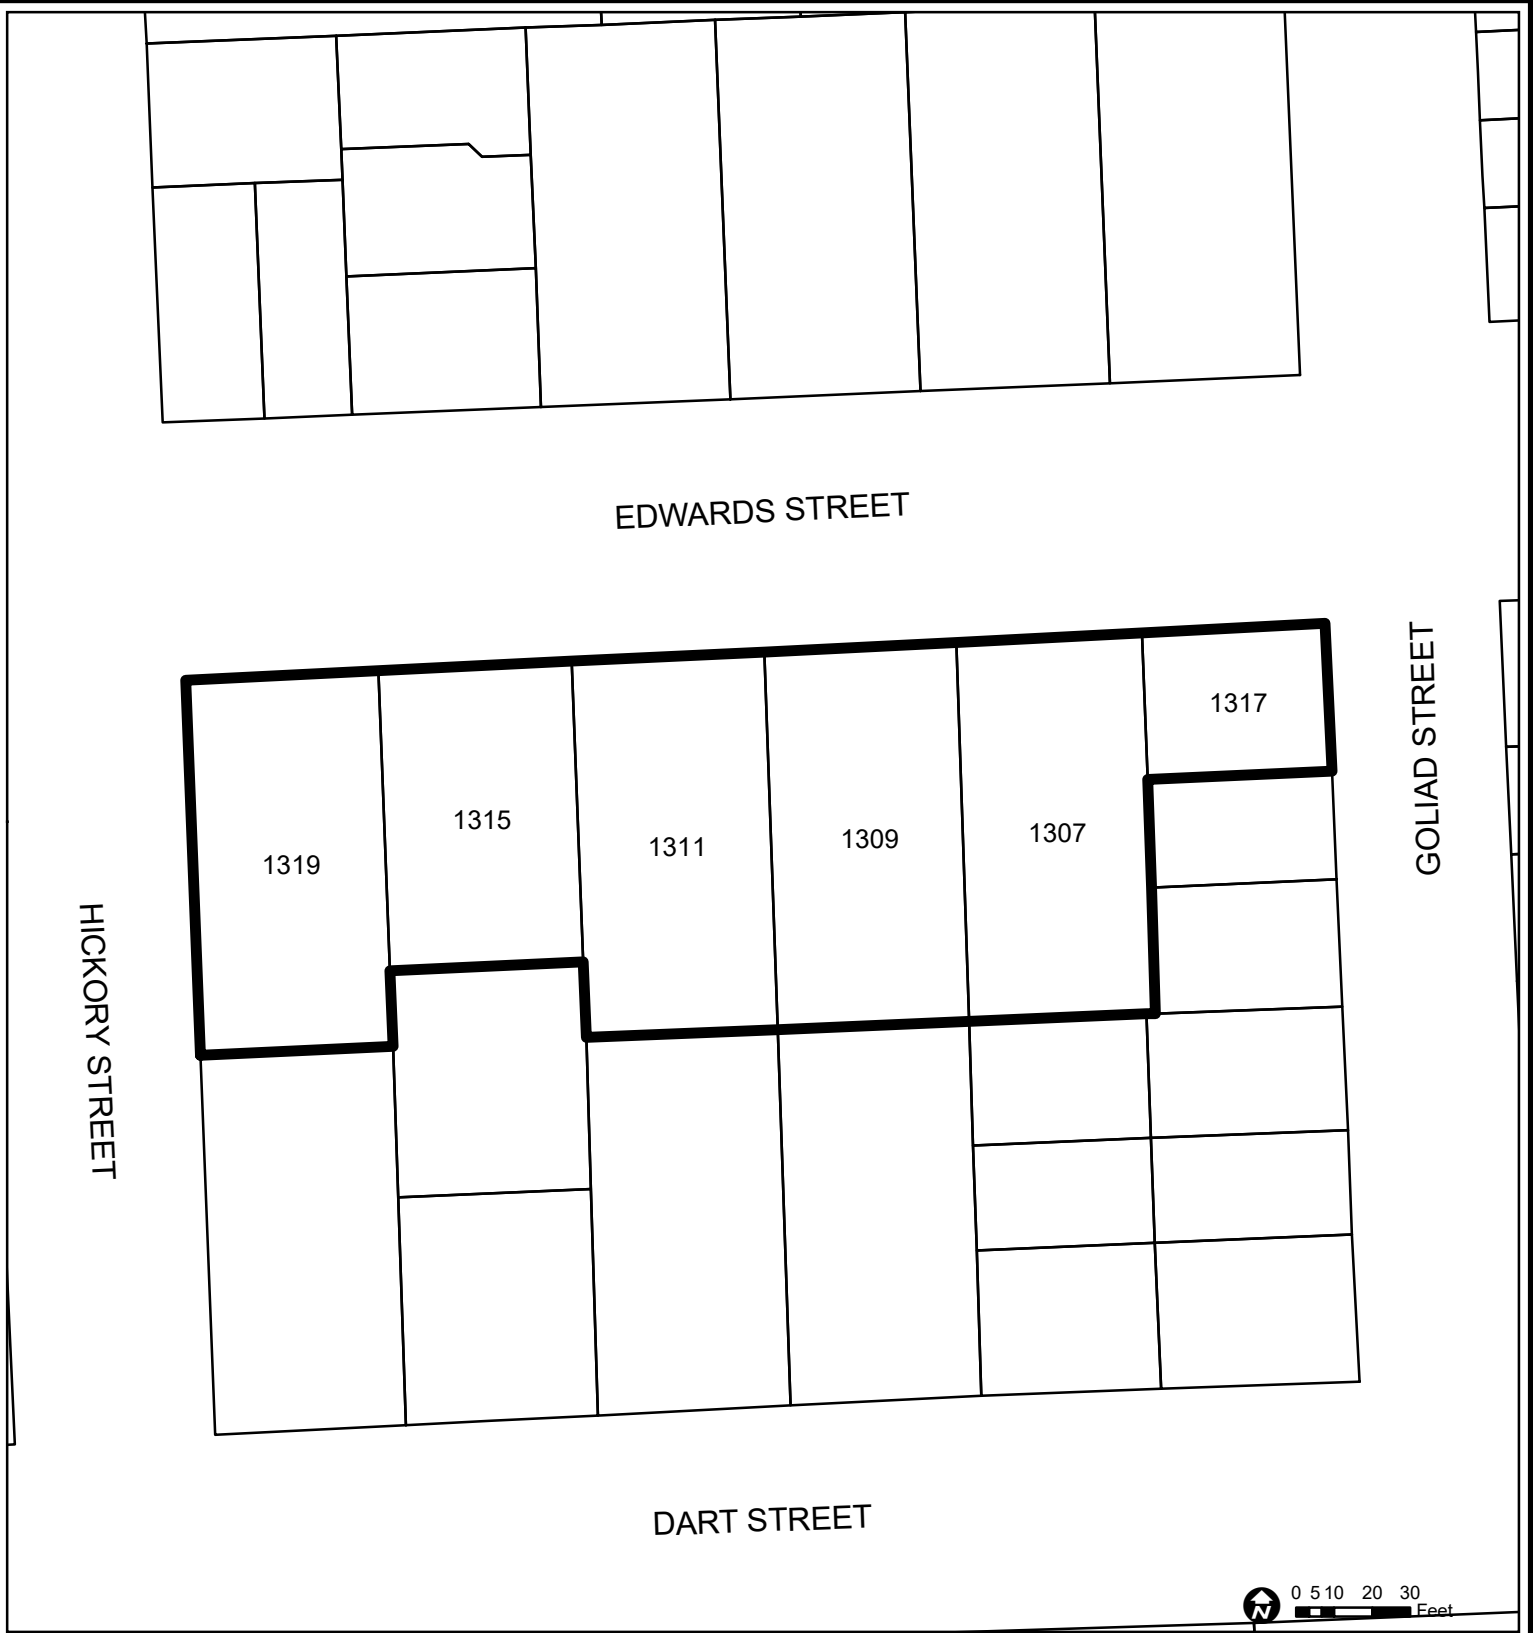 EDWARDS STREET
1317
GOLIAD STREET
1315
1311
1309
1307
1319
HICKORY STREET
DART STREET
N
0 5 10 20 30
Feet